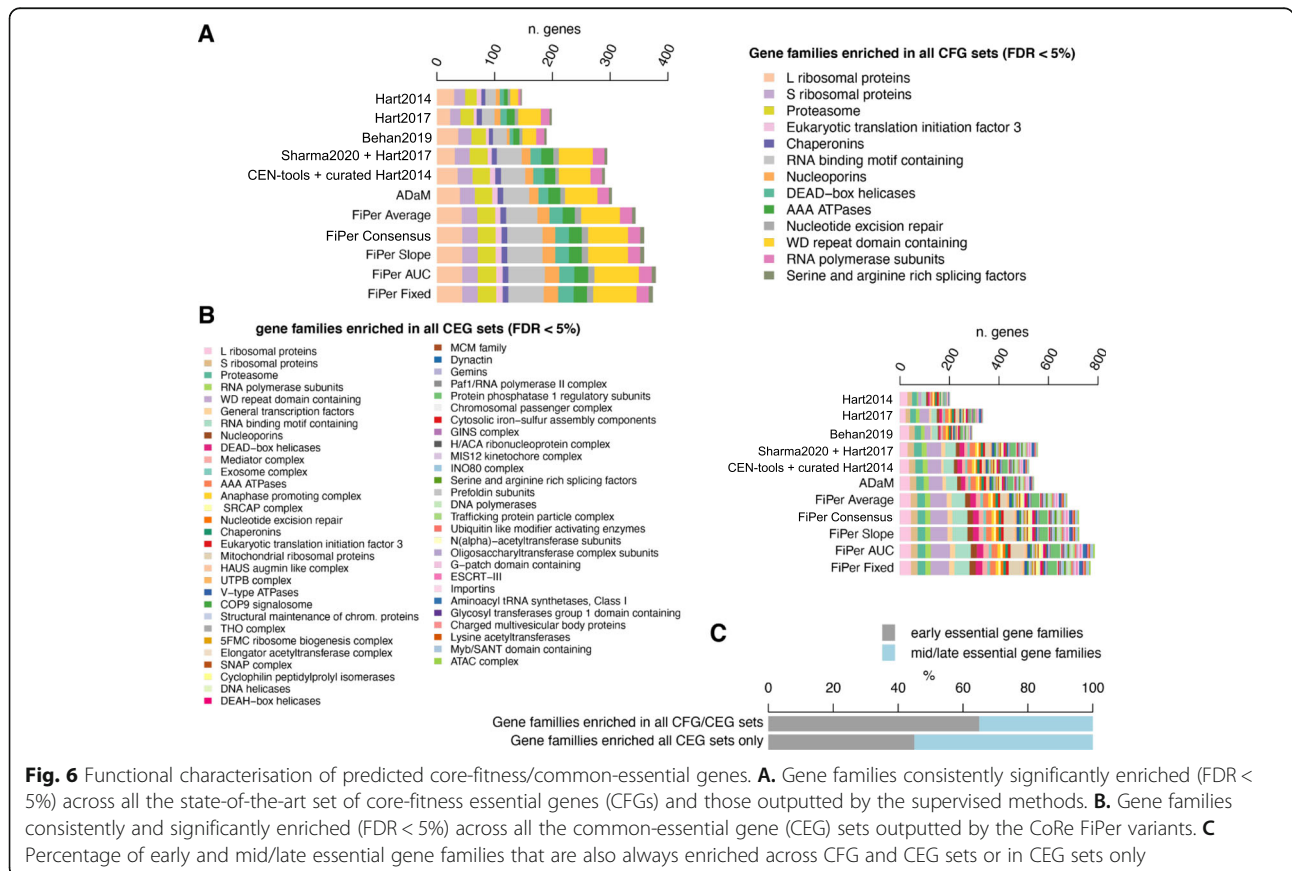 A
n. genes
0
100
200
300
400
Hart2014
Hart2017
Behan2019
Sharma2020 + Hart2017
CEN-tools + curated Hart2014
ADaM
FiPer Average
FiPer Consensus
FiPer Slope
FiPer AUC
FiPer Fixed
Gene families enriched in all CFG sets (FDR < 5%)
L ribosomal proteins
S ribosomal proteins
Proteasome
Eukaryotic translation initiation factor 3
Chaperonins
RNA binding motif containing
Nucleoporins
DEAD-box helicases
AAA ATPases
Nucleotide excision repair
WD repeat domain containing
RNA polymerase subunits
Serine and arginine rich splicing factors
B
gene families enriched in all CEG sets (FDR < 5%)
L ribosomal proteins
S ribosomal proteins
Proteasome
RNA polymerase subunits
WD repeat domain containing
General transcription factors
RNA binding motif containing
Nucleoporins
DEAD-box helicases
Mediator complex
Exosome complex
AAA ATPases
Anaphase promoting complex
SRCAP complex
Nucleotide excision repair
Chaperonins
Eukaryotic translation initiation factor 3
Mitochondrial ribosomal proteins
HAUS augmin like complex
UTPB complex
V-type ATPases
COP9 signalosome
Structural maintenance of chrom. proteins
THO complex
5FMC ribosome biogenesis complex
Elongator acetyltransferase complex
SNAP complex
Cyclophilin peptidylprolyl isomerases
DNA helicases
DEAH-box helicases
MCM family
Dynactin
Gemins
Paf1/RNA polymerase II complex
Protein phosphatase 1 regulatory subunits
Chromosomal passenger complex
Cytosolic iron-sulfur assembly components
GINS complex
H/ACA ribonucleoprotein complex
MIS12 kinetochore complex
INO80 complex
Serine and arginine rich splicing factors
Prefoldin subunits
DNA polymerases
Trafficking protein particle complex
Ubiquitin like modifier activating enzymes
N(alpha)-acetyltransferase subunits
Oligosaccharyltransferase complex subunits
G-patch domain containing
ESCRT-III
Importins
Aminoacyl tRNA synthetases, Class I
Glycosyl transferases group 1 domain containing
Charged multivesicular body proteins
Lysine acetyltransferases
Myb/SANT domain containing
ATAC complex
n. genes
0
200
400
600
800
Hart2014
Hart2017
Behan2019
Sharma2020 + Hart2017
CEN-tools + curated Hart2014
ADaM
FiPer Average
FiPer Consensus
FiPer Slope
FiPer AUC
FiPer Fixed
C
early essential gene families
mid/late essential gene families
%
0 20 40 60 80 100
Gene famillies enriched in all CFG/CEG sets
Gene famillies enriched all CEG sets only
Fig. 6 Functional characterisation of predicted core-fitness/common-essential genes. A. Gene families consistently significantly enriched (FDR <
5%) across all the state-of-the-art set of core-fitness essential genes (CFGs) and those outputted by the supervised methods. B. Gene families
consistently and significantly enriched (FDR < 5%) across all the common-essential gene (CEG) sets outputted by the CoRe FiPer variants. C
Percentage of early and mid/late essential gene families that are also always enriched across CFG and CEG sets or in CEG sets only